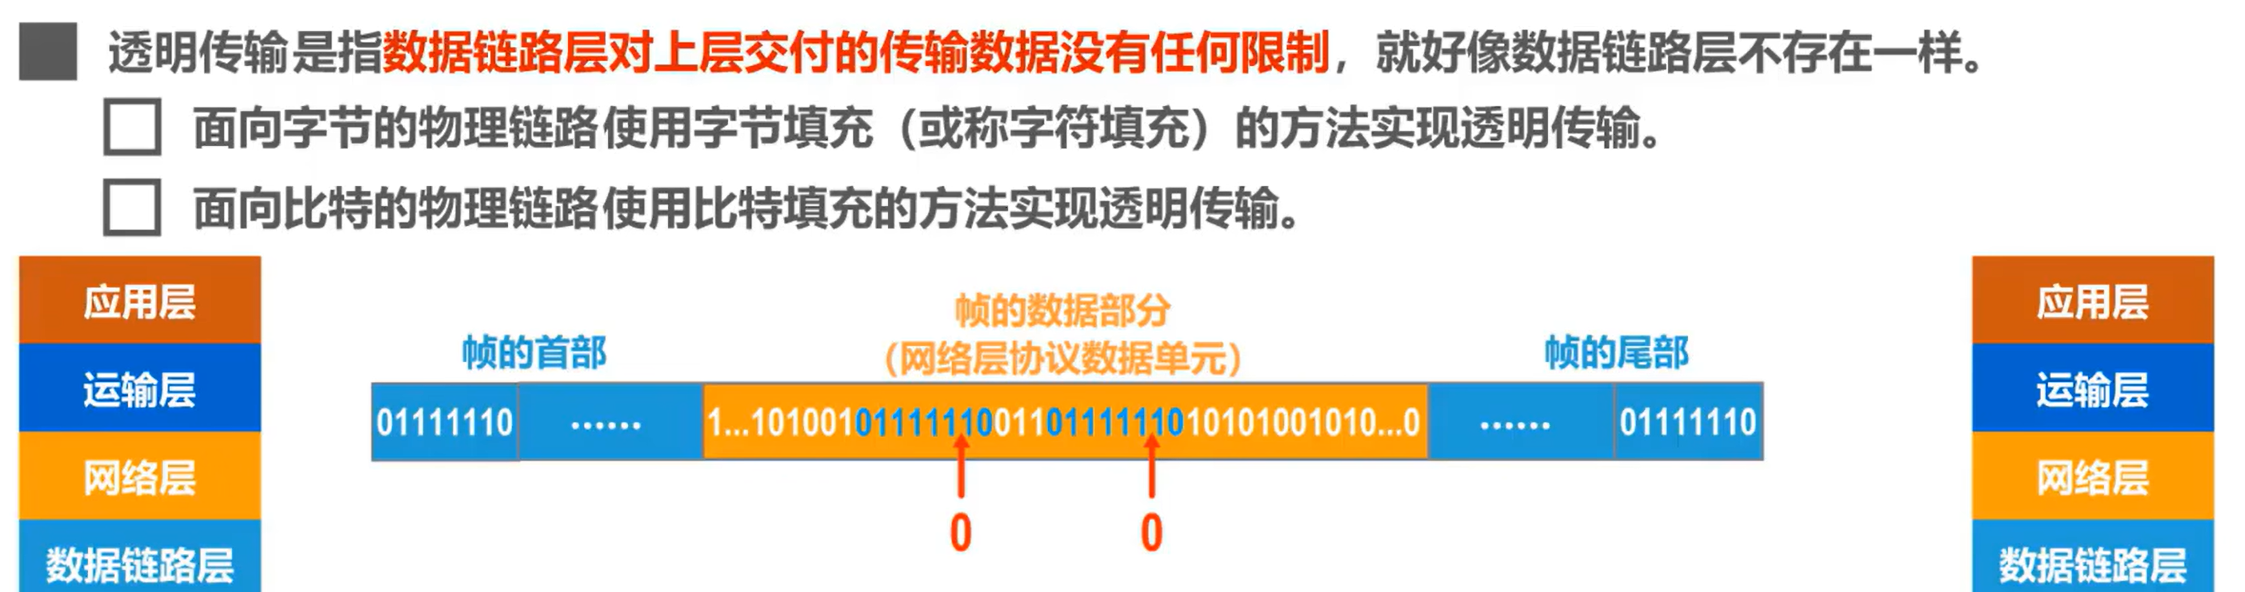 透明传输是指数据链路层对上层交付的传输数据没有任何限制，就好像数据链路层不存在一样。
面向字节的物理链路使用字节填充（或称字符填充）的方法实现透明传输。
面向比特的物理链路使用比特填充的方法实现透明传输。
应用层
运输层
网络层
数据链路层
帧的首部
帧的数据部分
（网络层协议数据单元）
帧的尾部
01111110 ...... 1...101001011111100110111111010101001010...0 ...... 01111110
0 0
应用层
运输层
网络层
数据链路层